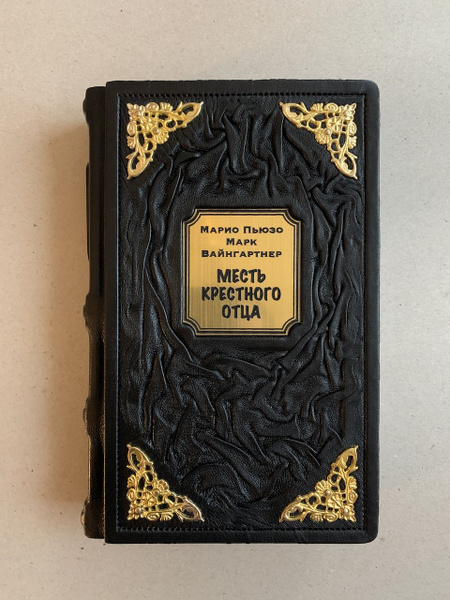 Марио Пьюзо
Марк
Вайнгартнер
Месть
крестного
отца